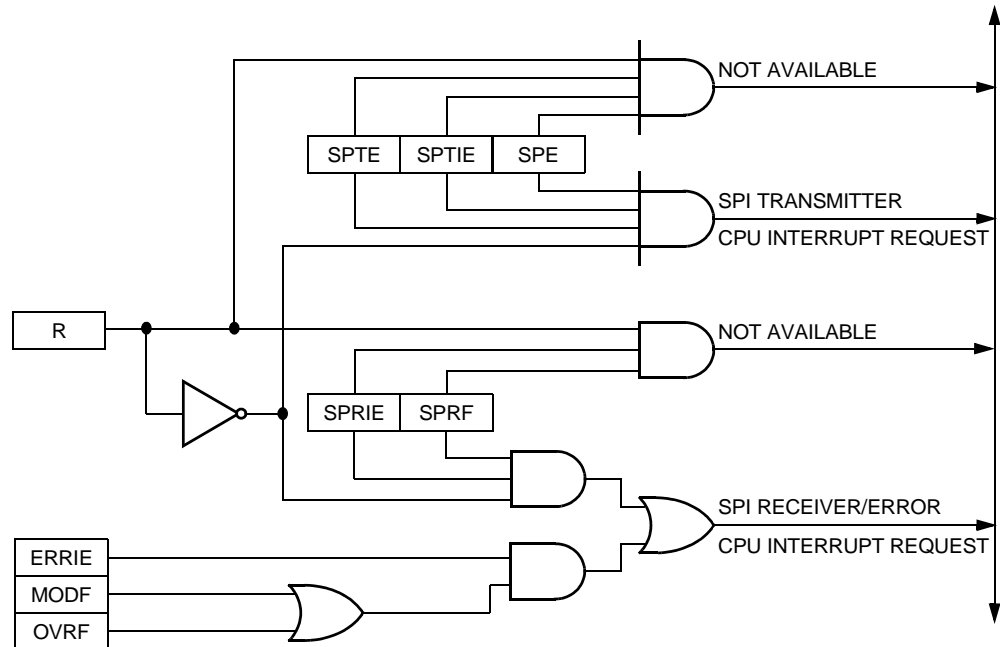 NOT AVAILABLE
SPTE SPTIE SPE
SPI TRANSMITTER
CPU INTERRUPT REQUEST
R
NOT AVAILABLE
SPRIE SPRF
SPI RECEIVER/ERROR
CPU INTERRUPT REQUEST
ERRIE
MODF
OVRF